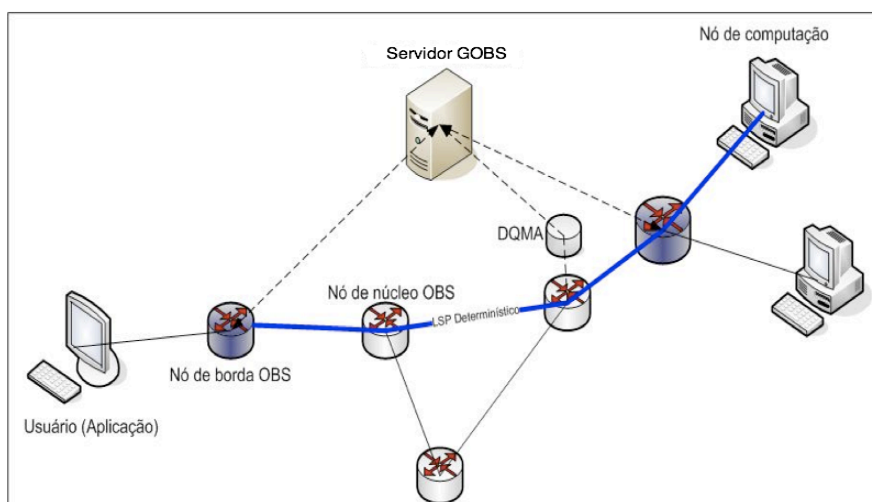 Nó de computação
Servidor GOBS
DQMA
Nó de núcleo OBS
LSP Determinístico
Nó de borda OBS
Usuário (Aplicação)